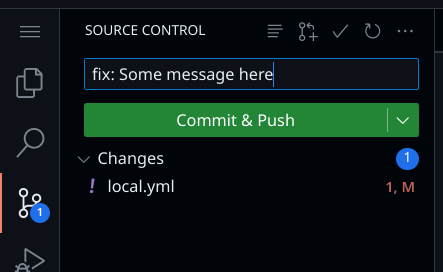 SOURCE CONTROL
fix: Some message here
Commit & Push
Changes
1
! local.yml
1, M
1